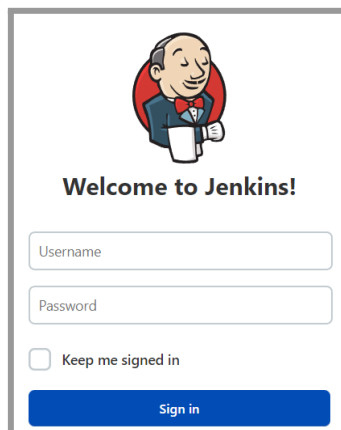 Welcome to Jenkins!
Username
Password
Keep me signed in
Sign in